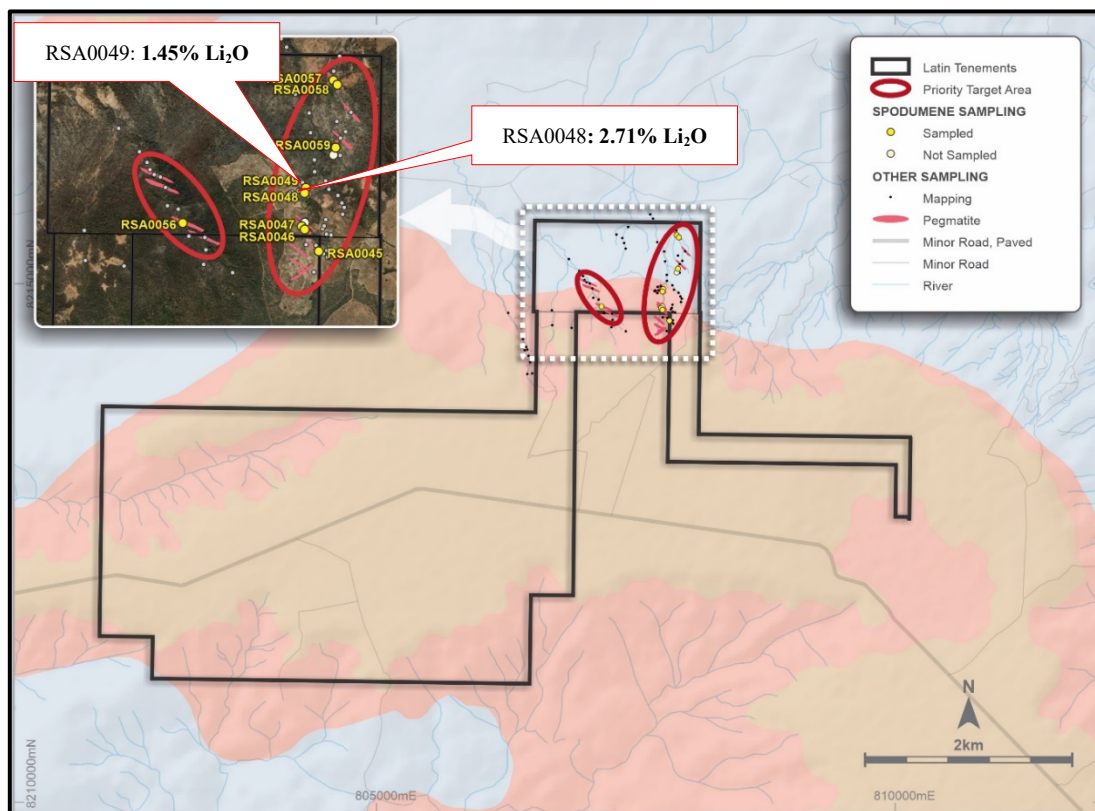 RSA0049: 1.45% Li₂O
RSA0048: 2.71% Li₂O
RSA0057
RSA0058
RSA0059
RSA0049
RSA0048
RSA0056
RSA0047
RSA0046
RSA0045
Latin Tenements
Priority Target Area
SPODUMENE SAMPLING
Sampled
Not Sampled
OTHER SAMPLING
Mapping
Pegmatite
Minor Road, Paved
Minor Road
River
8215000mN
8210000mN
805000mE
810000mE
N
2km